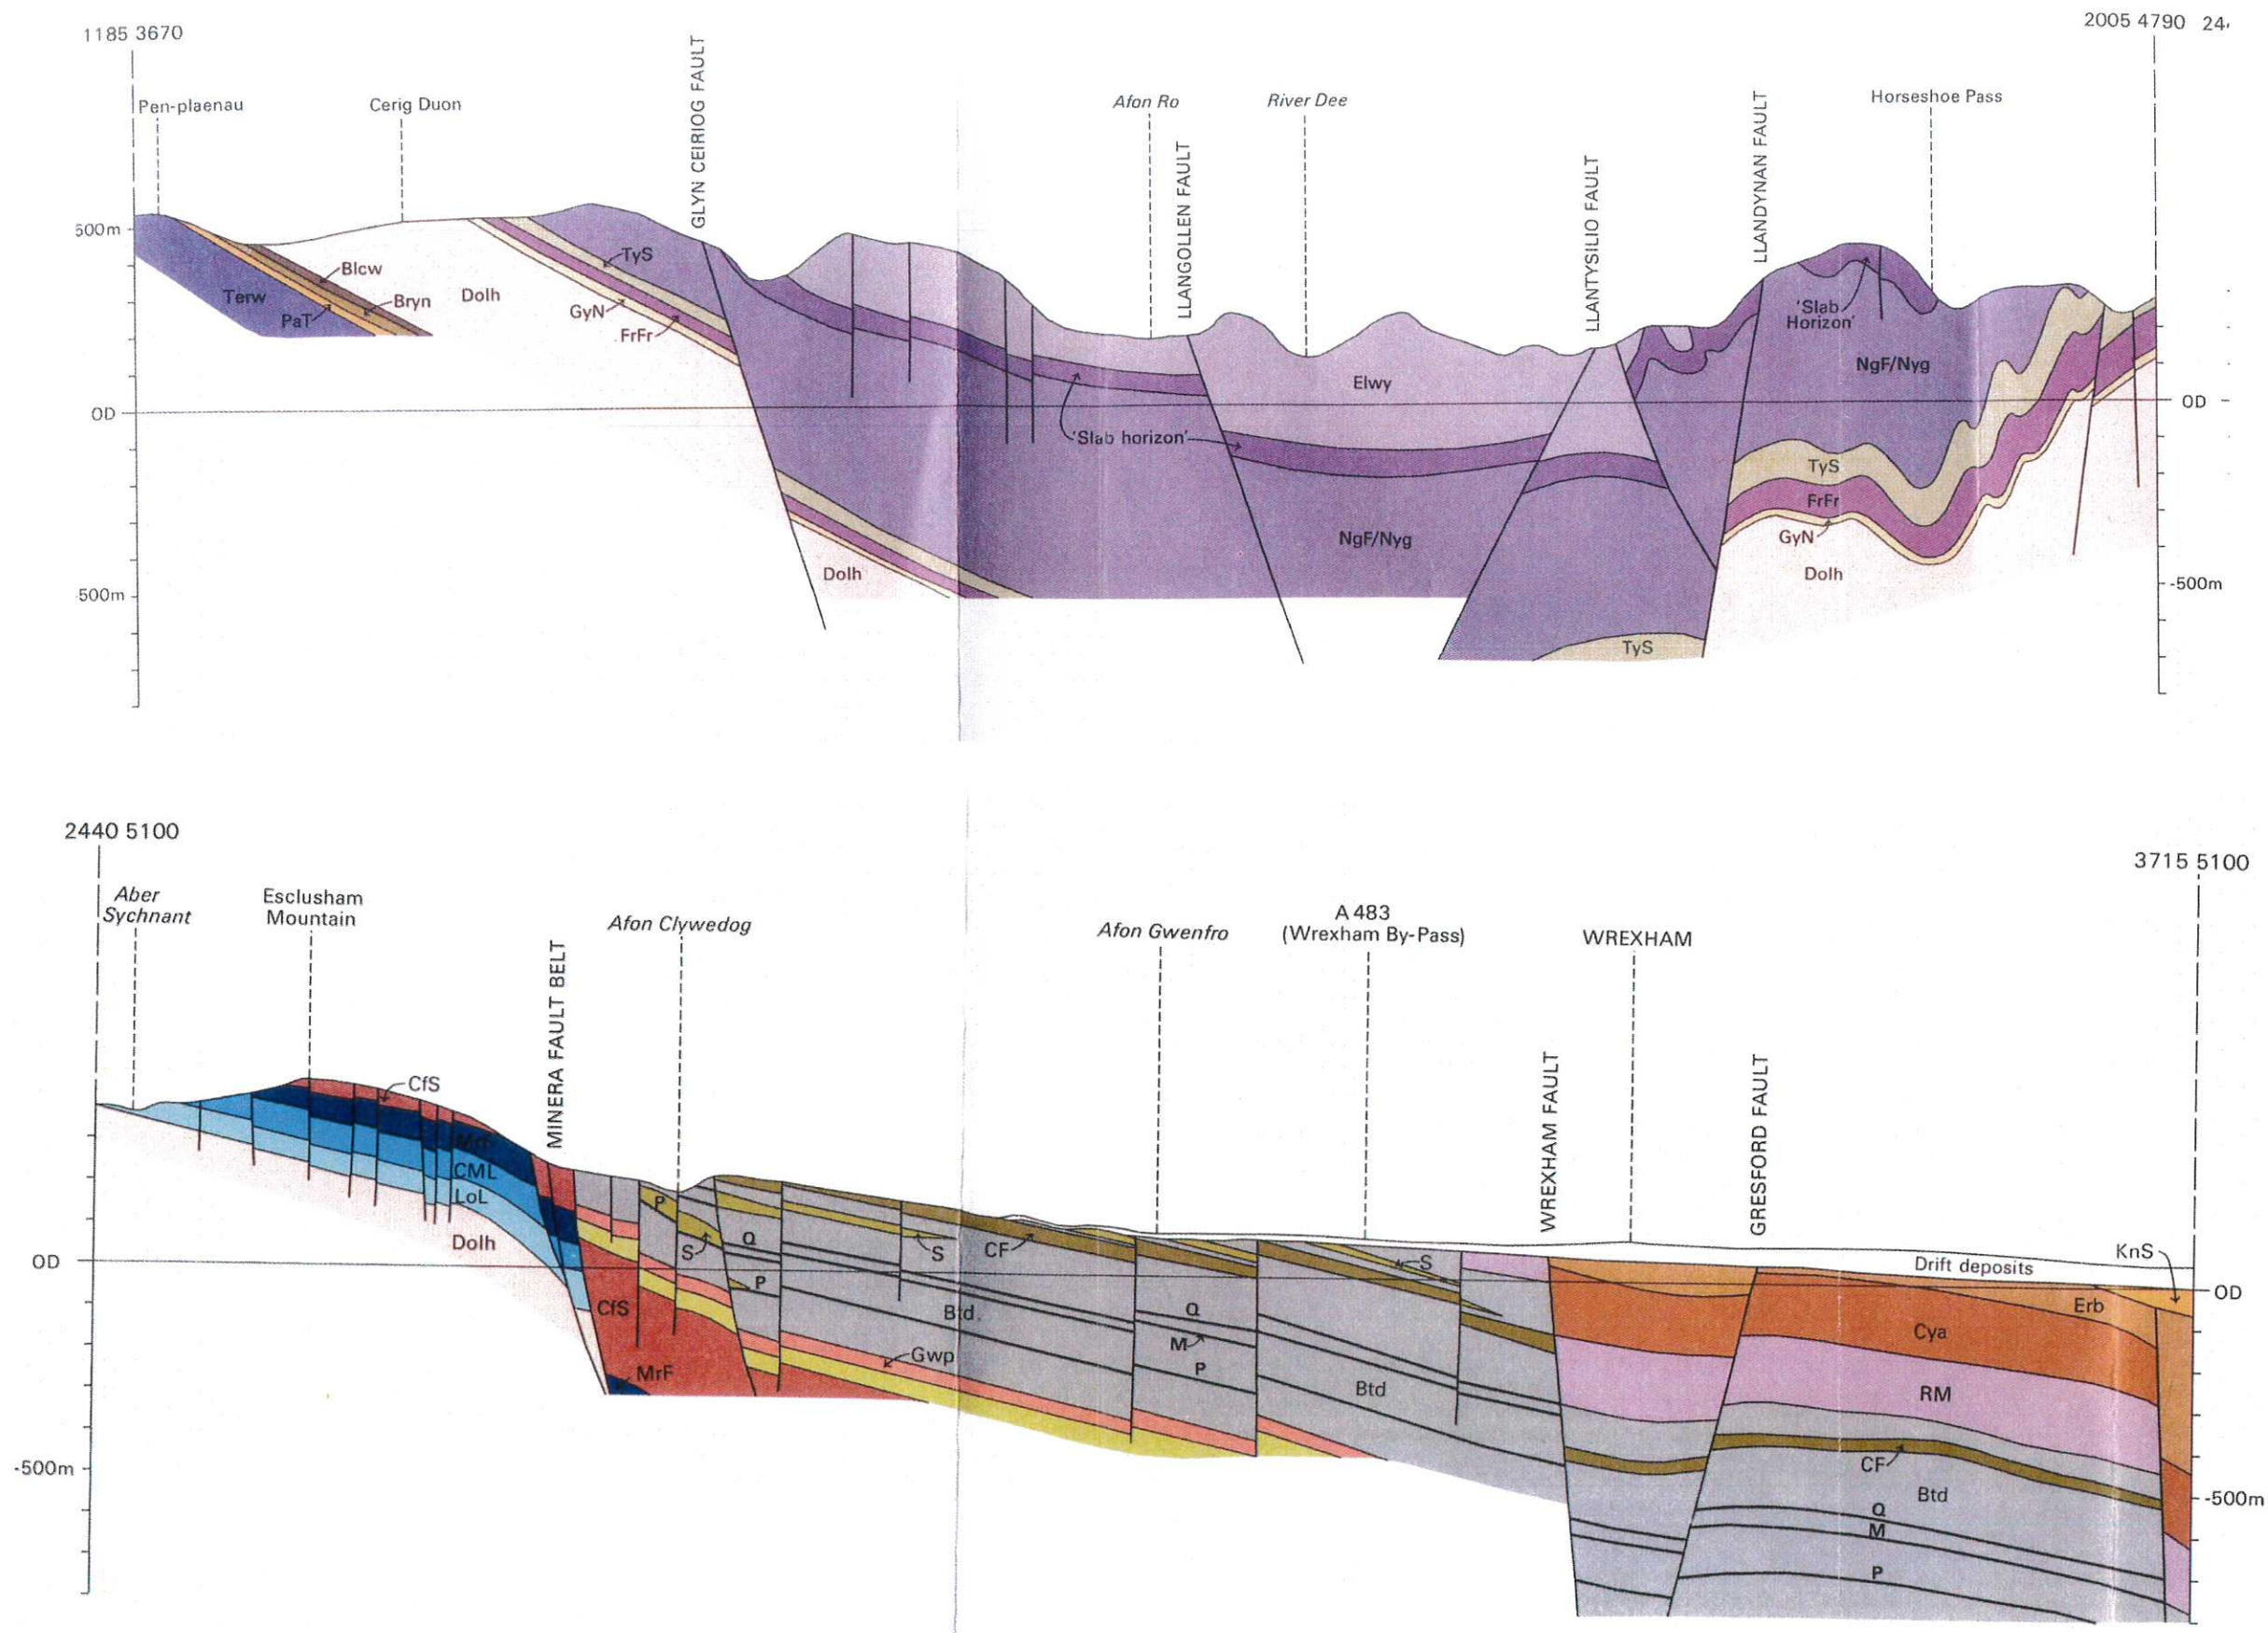 1185 3670
2005 4790 24
Pen-plaenau
Cerig Duon
GLYN CEIRIOG FAULT
Afon Ro
LLANGOLLEN FAULT
River Dee
LLANTYSILIO FAULT
LLANDYNAN FAULT
Horseshoe Pass
500m
Blcw
Bryn
Terw
PaT
Dolh
TyS
GyN
FrFr
'Slab
Horizon'
NgF/Nyg
Elwy
OD
OD
'Slab horizon'
TyS
FrFr
GyN
NgF/Nyg
Dolh
Dolh
500m
-500m
TyS
2440 5100
3715 5100
Aber
Sychnant
Esclusham
Mountain
MINERA FAULT BELT
Afon Clywedog
Afon Gwenfro
A 483
(Wrexham By-Pass)
WREXHAM FAULT
WREXHAM
GRESFORD FAULT
CfS
MrF
CML
LoL
Dolh
P
S
Q
S
CF
S
KnS
Drift deposits
OD
OD
P
CfS
Btd
Q
M
P
Erb
Cya
Gwp
MrF
Btd
RM
CF
-500m
Btd
-500m
Q
M
P